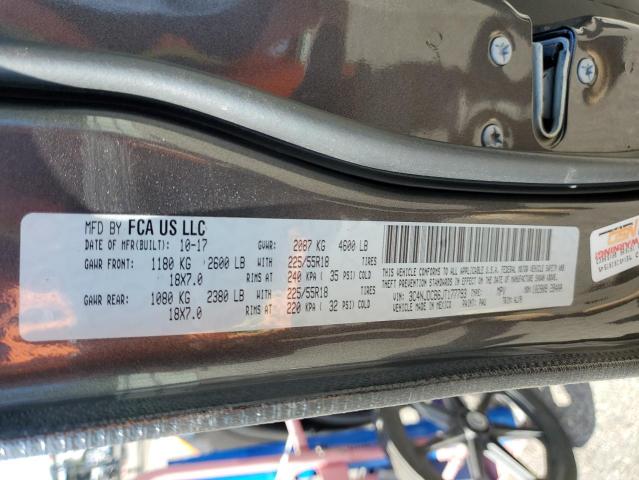 MFD BY FCA US LLC
DATE OF MFR(BUILT): 10-17 GVWR: 2087 KG 4600 LB
GAWR FRONT: 1180 KG 2600 LB WITH 225/55R18 TIRES
18X7.0 RIMS AT 240 KPA ( 35 PSI) COLD
GAWR REAR: 1080 KG 2380 LB WITH 225/55R18 TIRES
18X7.0 RIMS AT 220 KPA ( 32 PSI) COLD
THIS VEHICLE CONFORMS TO ALL APPLICABLE U.S.A. FEDERAL MOTOR VEHICLE SAFETY AND
THEFT PREVENTION STANDARDS IN EFFECT ON THE DATE OF MANUFACTURE SHOWN ABOVE.
TYPE: MPV
VEHICLE MADE IN MEXICO PAINT: PAU